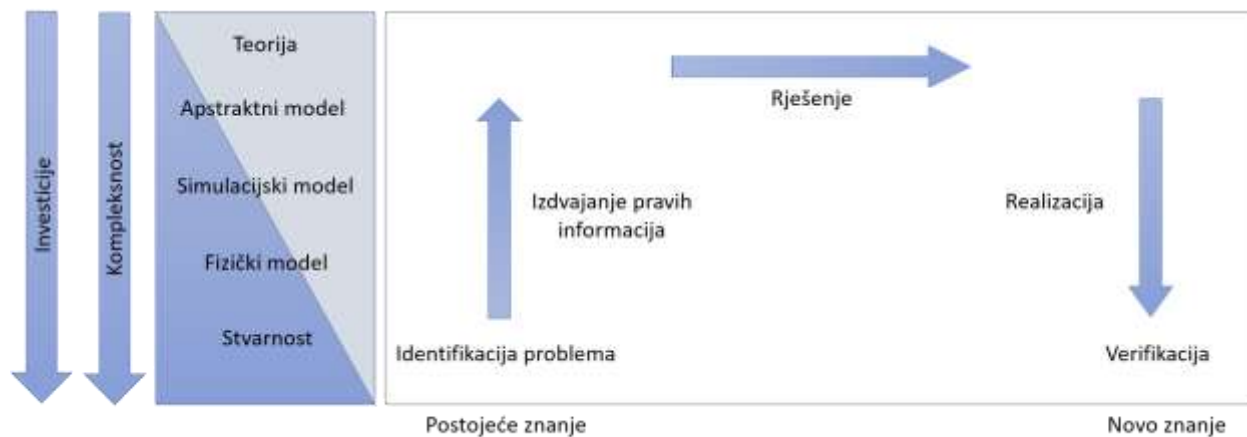 Investicije
Kompleksnost
Teorija
Apstraktni model
Simulacijski model
Fizički model
Stvarnost
Rješenje
Izdvajanje pravih
informacija
Realizacija
Identifikacija problema
Verifikacija
Postojeće znanje
Novo znanje